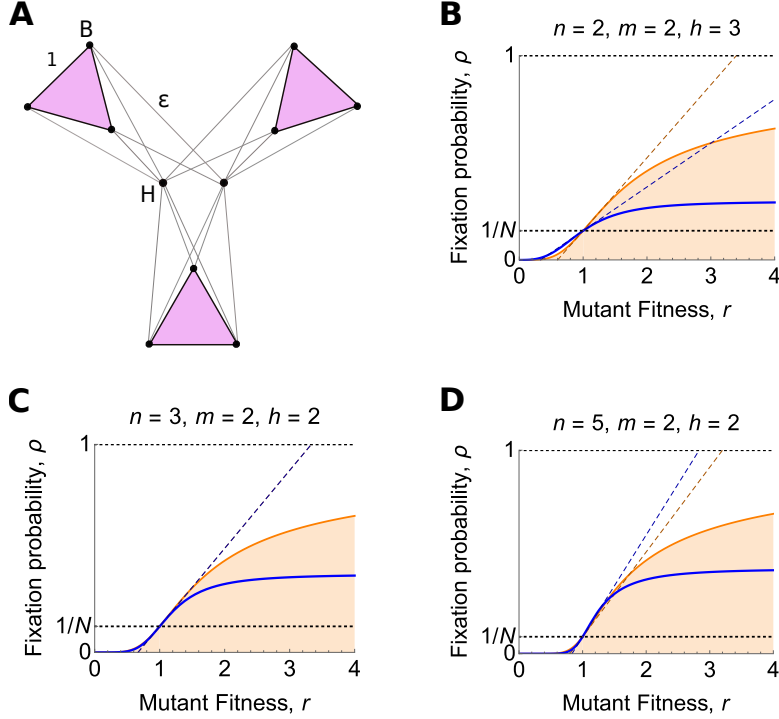 A
B
1
ε
H
B
n = 2, m = 2, h = 3
Fixation probability, ρ
1
1/N
0
0 1 2 3 4
Mutant Fitness, r
C
n = 3, m = 2, h = 2
Fixation probability, ρ
1
1/N
0
0 1 2 3 4
Mutant Fitness, r
D
n = 5, m = 2, h = 2
Fixation probability, ρ
1
1/N
0
0 1 2 3 4
Mutant Fitness, r